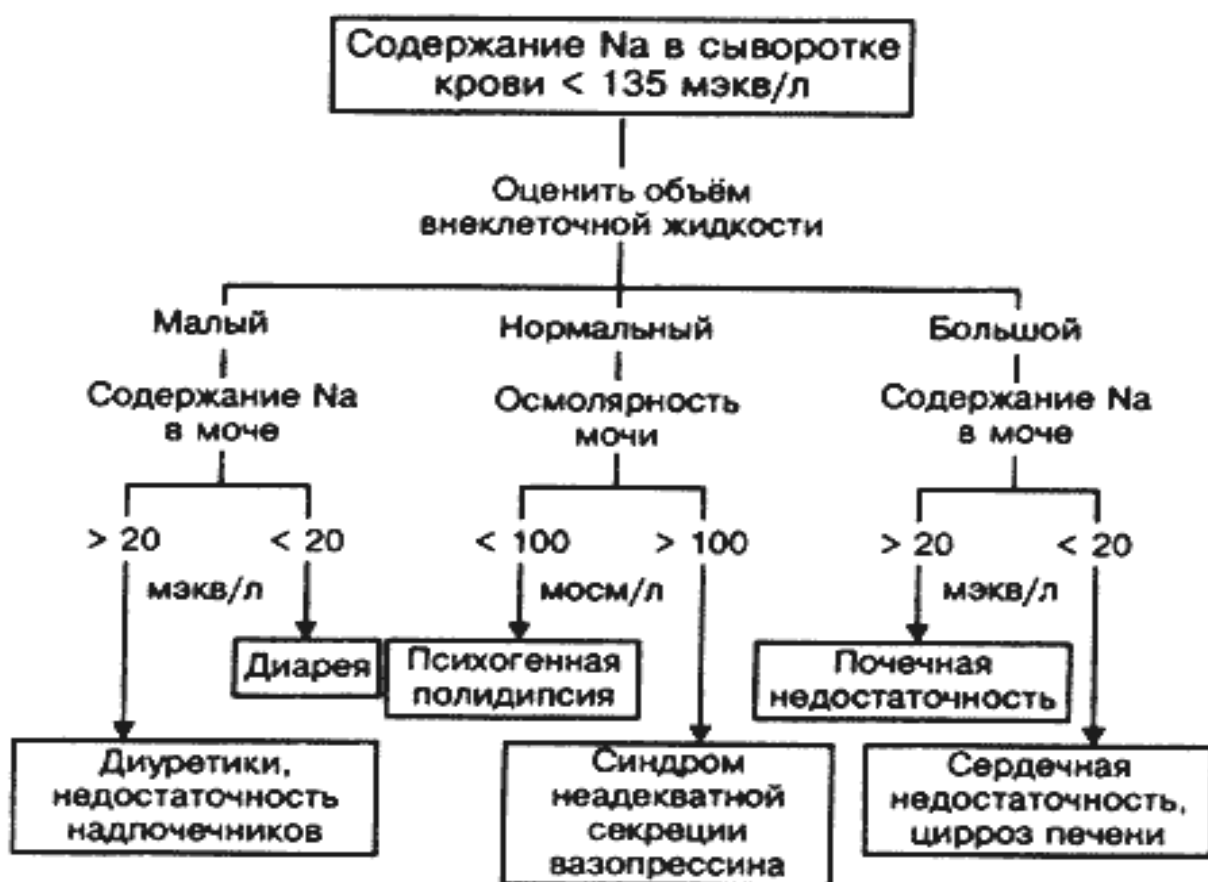 Содержание Na в сыворотке
крови < 135 мэкв/л
Оценить объём
внеклеточной жидкости
Малый
Нормальный
Большой
Содержание Na
в моче
Осмолярность
мочи
Содержание Na
в моче
> 20
< 20
мэкв/л
< 100
> 100
мосм/л
> 20
< 20
мэкв/л
Диарея
Психогенная
полидипсия
Почечная
недостаточность
Диуретики,
недостаточность
надпочечников
Синдром
неадекватной
секреции
вазопрессина
Сердечная
недостаточность,
цирроз печени